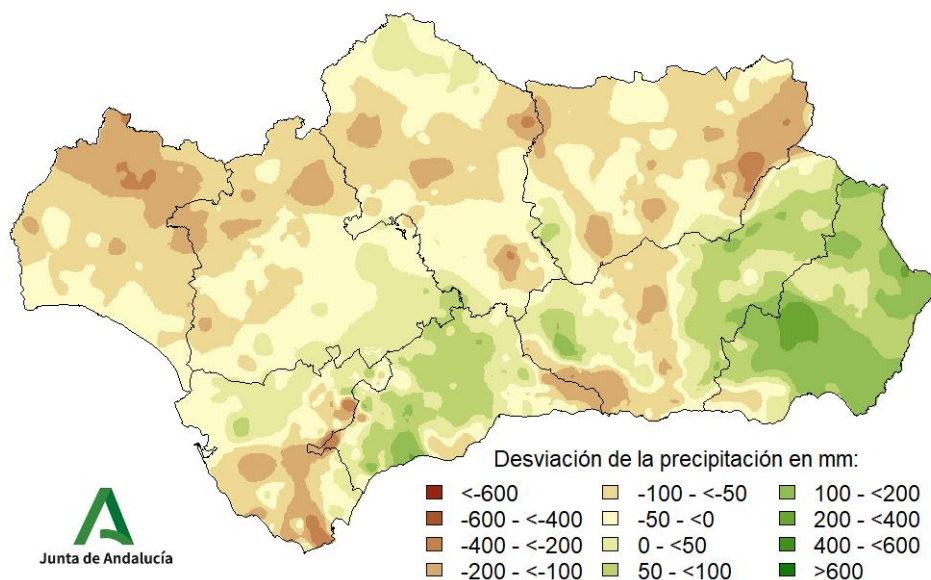 Desviación de la precipitación en mm:
<-600
-600 - <-400
-400 - <-200
-200 - <-100
-100 - <-50
-50 - <0
0 - <50
50 - <100
100 - <200
200 - <400
400 - <600
>600
Junta de Andalucía